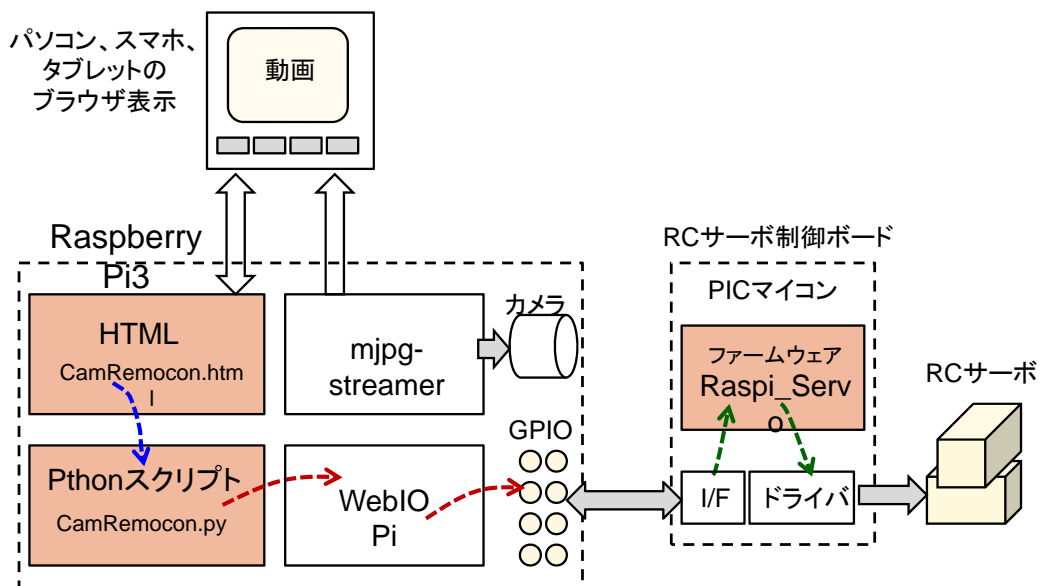 パソコン、スマホ、
タブレットの
ブラウザ表示
動画
Raspberry
Pi3
HTML
CamRemocon.htm
l
mjpg-
streamer
カメラ
Pthonスクリプト
CamRemocon.py
WebIO
Pi
GPIO
RCサーボ制御ボード
PICマイコン
ファームウェア
Raspi_Serv
o
I/F
ドライバ
RCサーボ